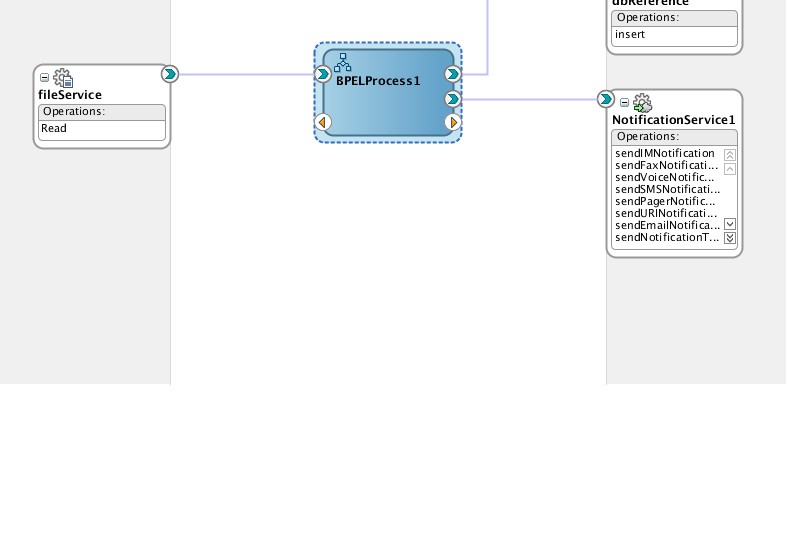 dbReference
Operations:
insert
fileService
Operations:
Read
BPELProcess1
NotificationService1
Operations:
sendIMNotification
sendFaxNotificati...
sendVoiceNotific...
sendSMSNotificati...
sendPagerNotific...
sendURINotificati...
sendEmailNotifica...
sendNotificationT...